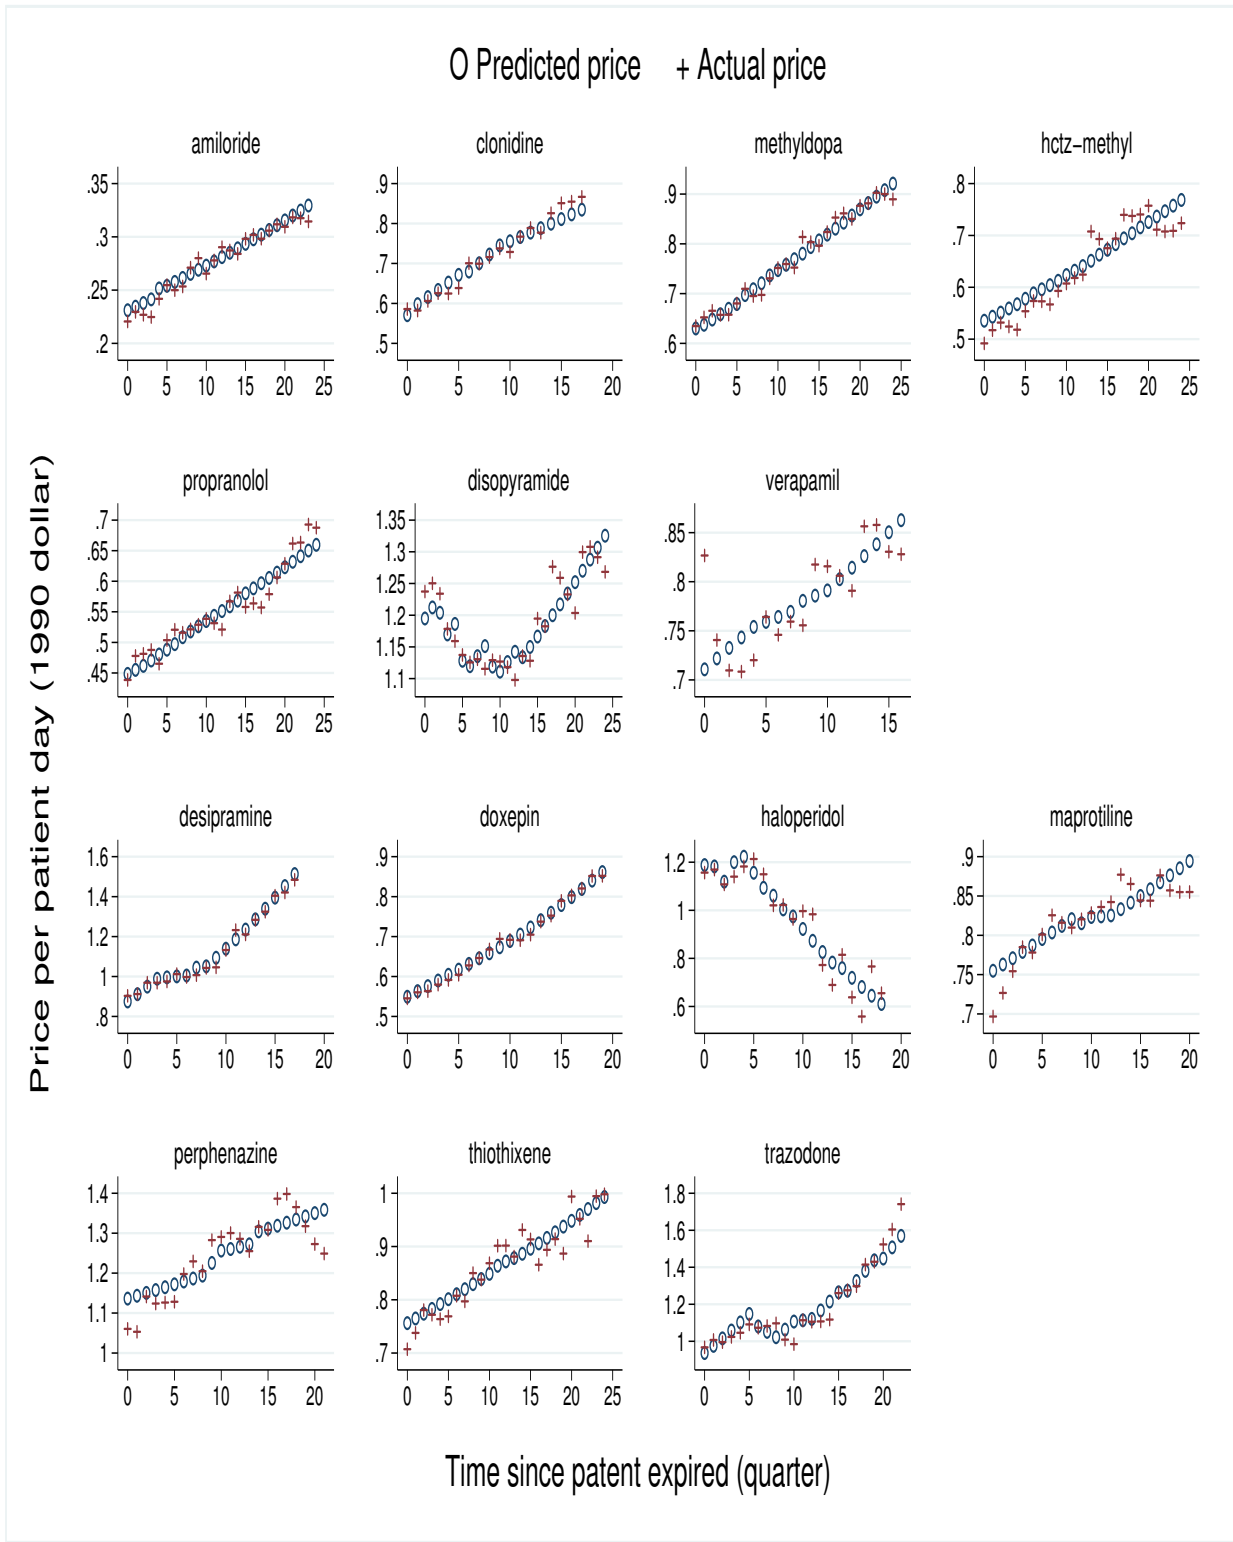 O Predicted price + Actual price
amiloride clonidine methyldopa hctz–methyl
.35 .9 .9 .8
.3 .8 .8 .7
.25 .7 .7 .6
.2 .6 .6 .5
.5
0 5 10 15 20 25 0 5 10 15 20 0 5 10 15 20 25 0 5 10 15 20 25
Price per patient day (1990 dollar)
propranolol disopyramide verapamil
.7 1.35 .85
.65 1.3 .8
.6 1.25 .75
.55 1.2 .7
.5 1.15
.45 1.1
0 5 10 15 20 25 0 5 10 15 20 25 0 5 10 15
desipramine doxepin haloperidol maprotiline
1.6 .9 1.2 .9
1.4 .8 1 .85
1.2 .7 .8 .8
1 .6 .6 .75
.8 .5 .7
0 5 10 15 20 0 5 10 15 20 0 5 10 15 20 0 5 10 15 20
perphenazine thiothixene trazodone
1.4 1 1.8
1.3 .9 1.6
1.2 .8 1.4
1.1 .7 1.2
1 1
0 5 10 15 20 0 5 10 15 20 25 0 5 10 15 20
Time since patent expired (quarter)